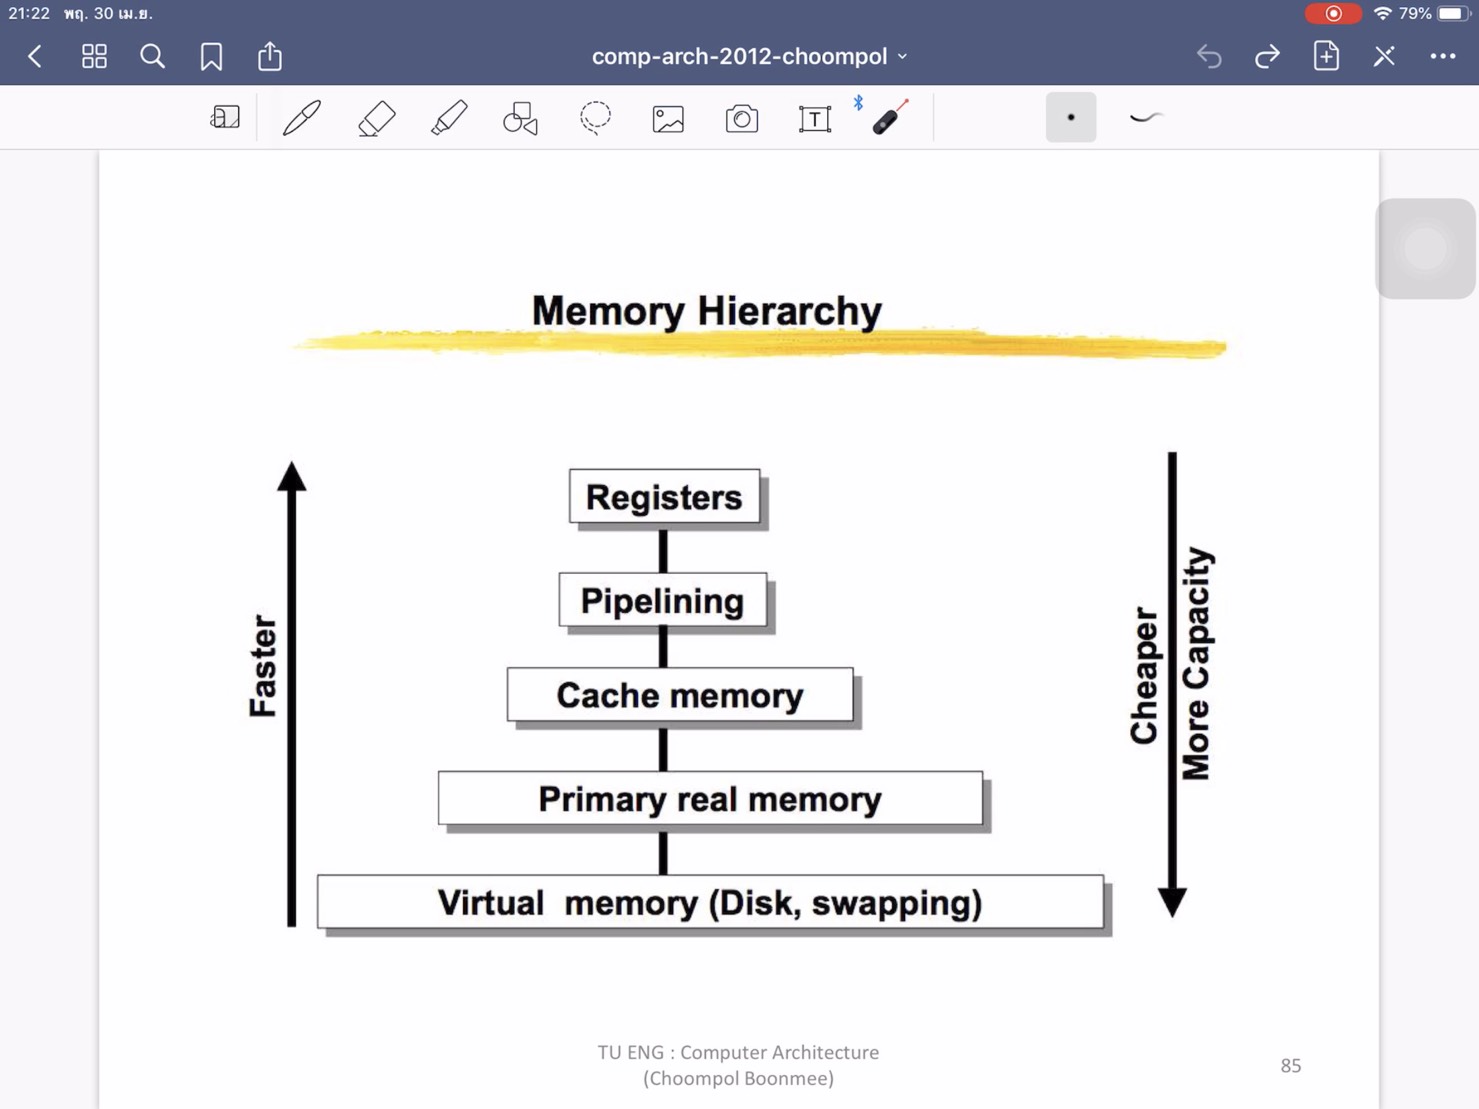 21:22 พฤ. 30 เม.ย.
79%
comp-arch-2012-choompol
T
Memory Hierarchy
Registers
Pipelining
Cache memory
Primary real memory
Virtual memory (Disk, swapping)
Faster
Cheaper
More Capacity
TU ENG : Computer Architecture
(Choompol Boonmee)
85